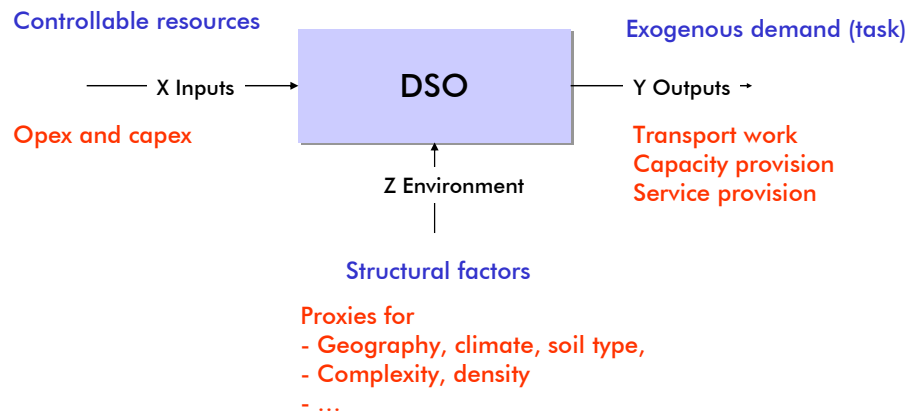 Controllable resources
Exogenous demand (task)
DSO
X Inputs
Y Outputs
Opex and capex
Transport work
Capacity provision
Service provision
Z Environment
Structural factors
Proxies for
- Geography, climate, soil type,
- Complexity, density
- ...